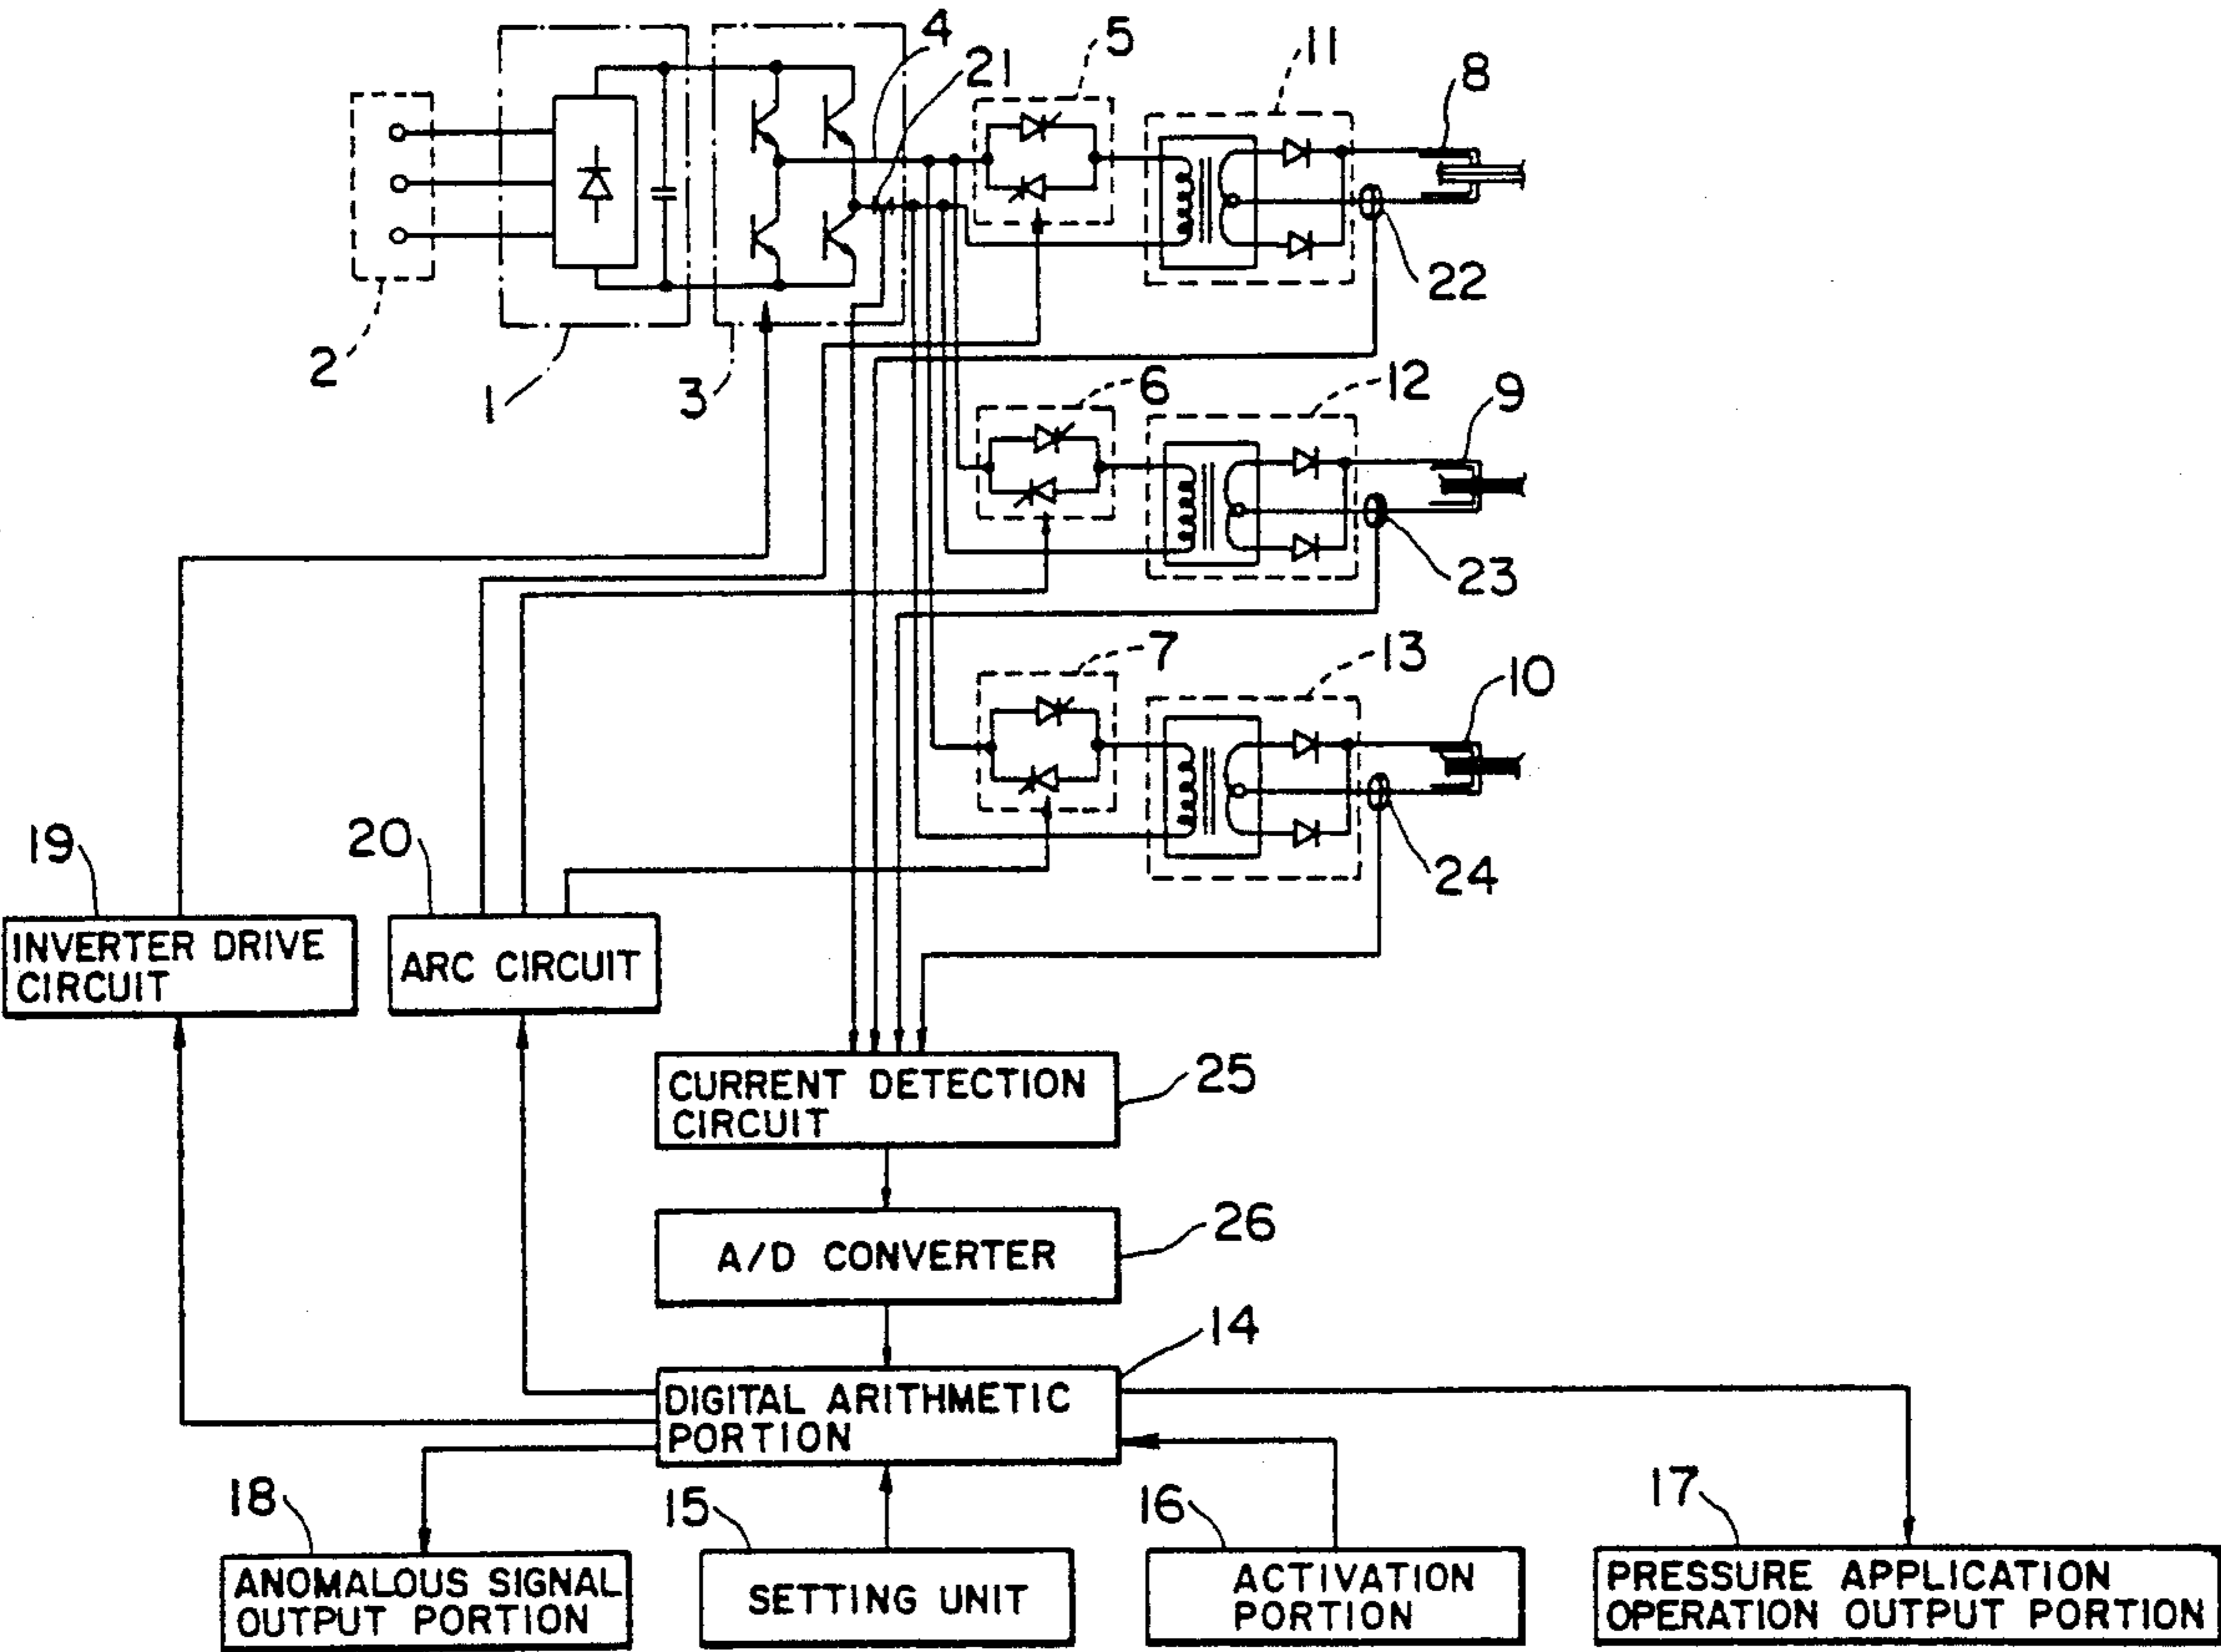 4
5
11
8
21
22
2
1
3
6
12
9
23
7
13
10
24
19
20
INVERTER DRIVE
CIRCUIT
ARC CIRCUIT
CURRENT DETECTION
CIRCUIT
25
A/D CONVERTER
26
14
DIGITAL ARITHMETIC
PORTION
18
15
16
17
ANOMALOUS SIGNAL
OUTPUT PORTION
SETTING UNIT
ACTIVATION
PORTION
PRESSURE APPLICATION
OPERATION OUTPUT PORTION